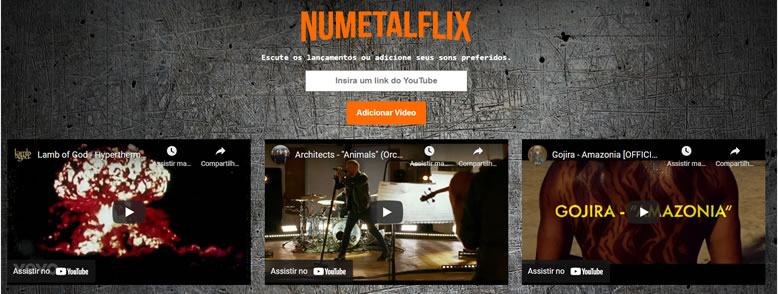 NUMETALFLIX
Escute os lançamentos ou adicione seus sons preferidos.
Insira um link do YouTube
Adicionar Video
Lamb of God - Hypertherm
Assistir ma...
Compartilh...
Assistir no YouTube
vevo
Architects - "Animals" (Orc...
Assistir ma...
Compartilh...
Assistir no YouTube
Gojira - Amazonia [OFFICI...
Assistir ma...
Compartilh...
GOJIRA - "AMAZONIA"
Assistir no YouTube